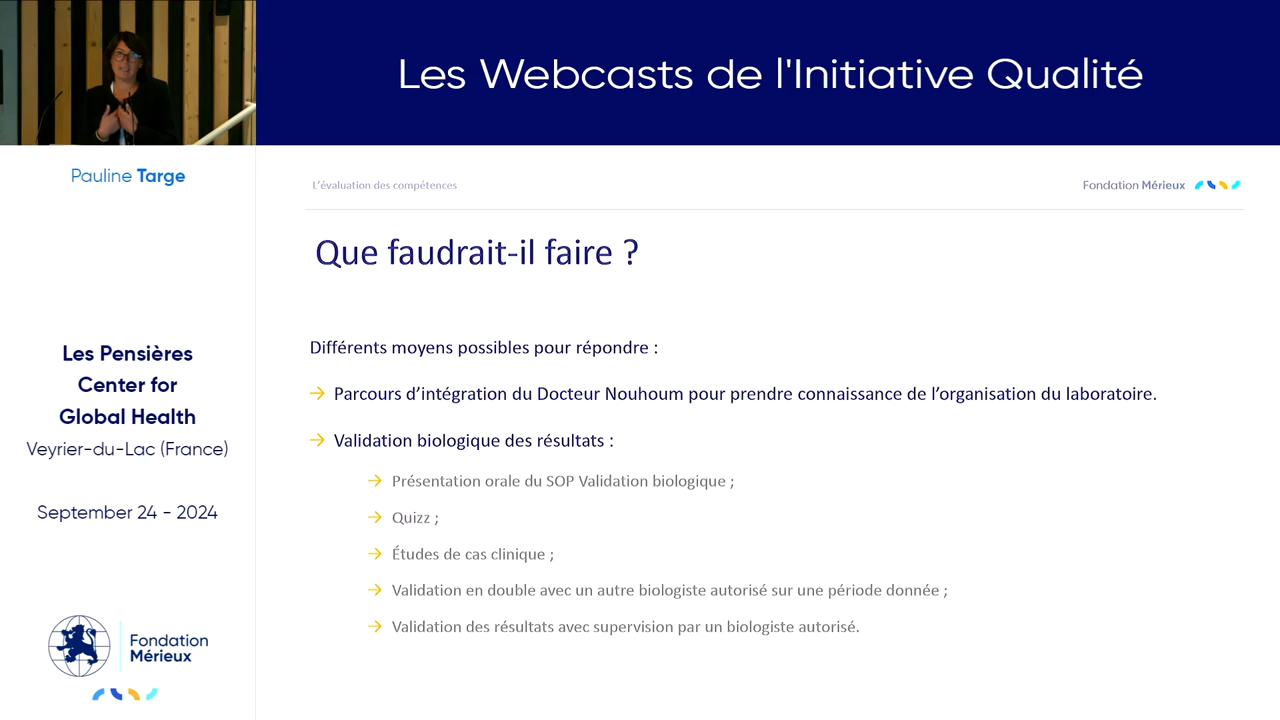 Les Webcasts de l'Initiative Qualité
Pauline Targe
L'évaluation des compétences
Fondation Mérieux
Que faudrait-il faire ?
Différents moyens possibles pour répondre :
Parcours d'intégration du Docteur Nouhoum pour prendre connaissance de l'organisation du laboratoire.
Validation biologique des résultats :
Présentation orale du SOP Validation biologique ;
Quizz ;
Études de cas clinique ;
Validation en double avec un autre biologiste autorisé sur une période donnée ;
Validation des résultats avec supervision par un biologiste autorisé.
Les Pensières
Center for
Global Health
Veyrier-du-Lac (France)
September 24 - 2024
Fondation
Mérieux